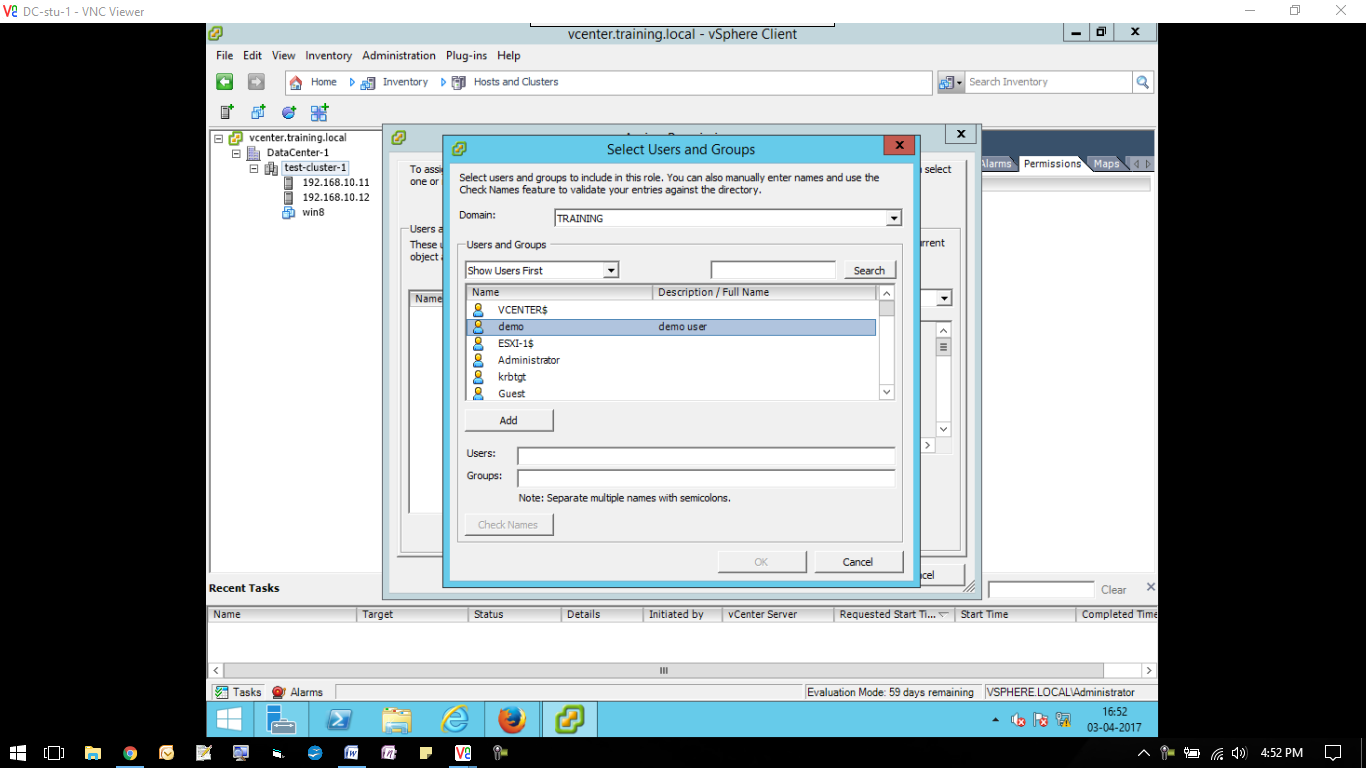 DC-stu-1 - VNC Viewer
vcenter.training.local - vSphere Client
File Edit View Inventory Administration Plug-ins Help
Home Inventory Hosts and Clusters
Search Inventory
vcenter.training.local
DataCenter-1
test-cluster-1
192.168.10.11
192.168.10.12
win8
Alarms Permissions Maps
To assig
select
one or
Users a
These u
rrent
object a
Name
Select Users and Groups
Select users and groups to include in this role. You can also manually enter names and use the
Check Names feature to validate your entries against the directory.
Domain: TRAINING
Users and Groups
Show Users First Search
Name Description / Full Name
VCENTER$
demo demo user
ESXI-1$
Administrator
krbtgt
Guest
Add
Users:
Groups:
Note: Separate multiple names with semicolons.
Check Names
OK Cancel
cel
Recent Tasks
Clear
Name Target Status Details Initiated by vCenter Server Requested Start Ti... Start Time Completed Time
Tasks Alarms
Evaluation Mode: 59 days remaining VSPHERE.LOCAL\Administrator
16:52
03-04-2017
4:52 PM